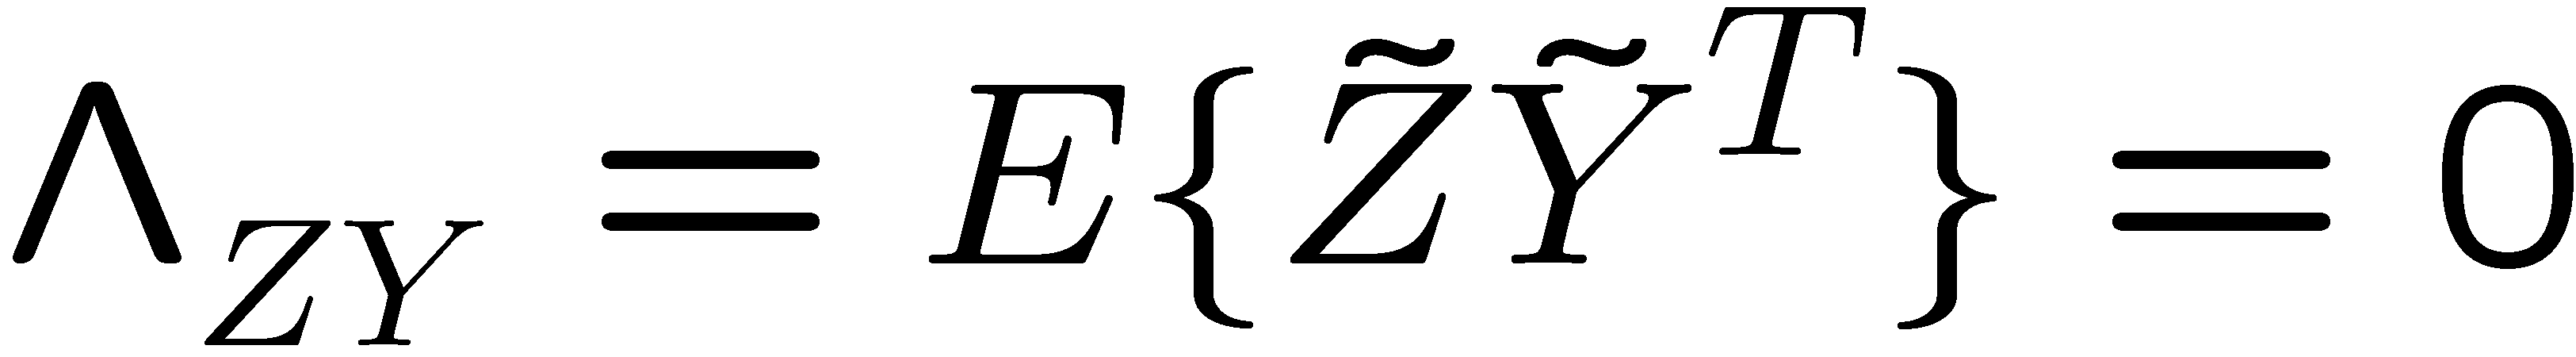 Λ_{ZY} = E{Z̃Ỹ^T} = 0